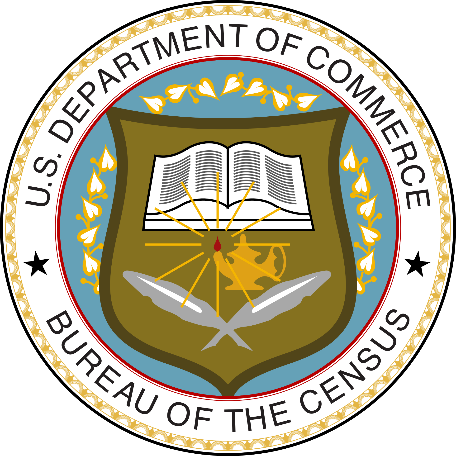 U.S. DEPARTMENT OF COMMERCE
BUREAU OF THE CENSUS